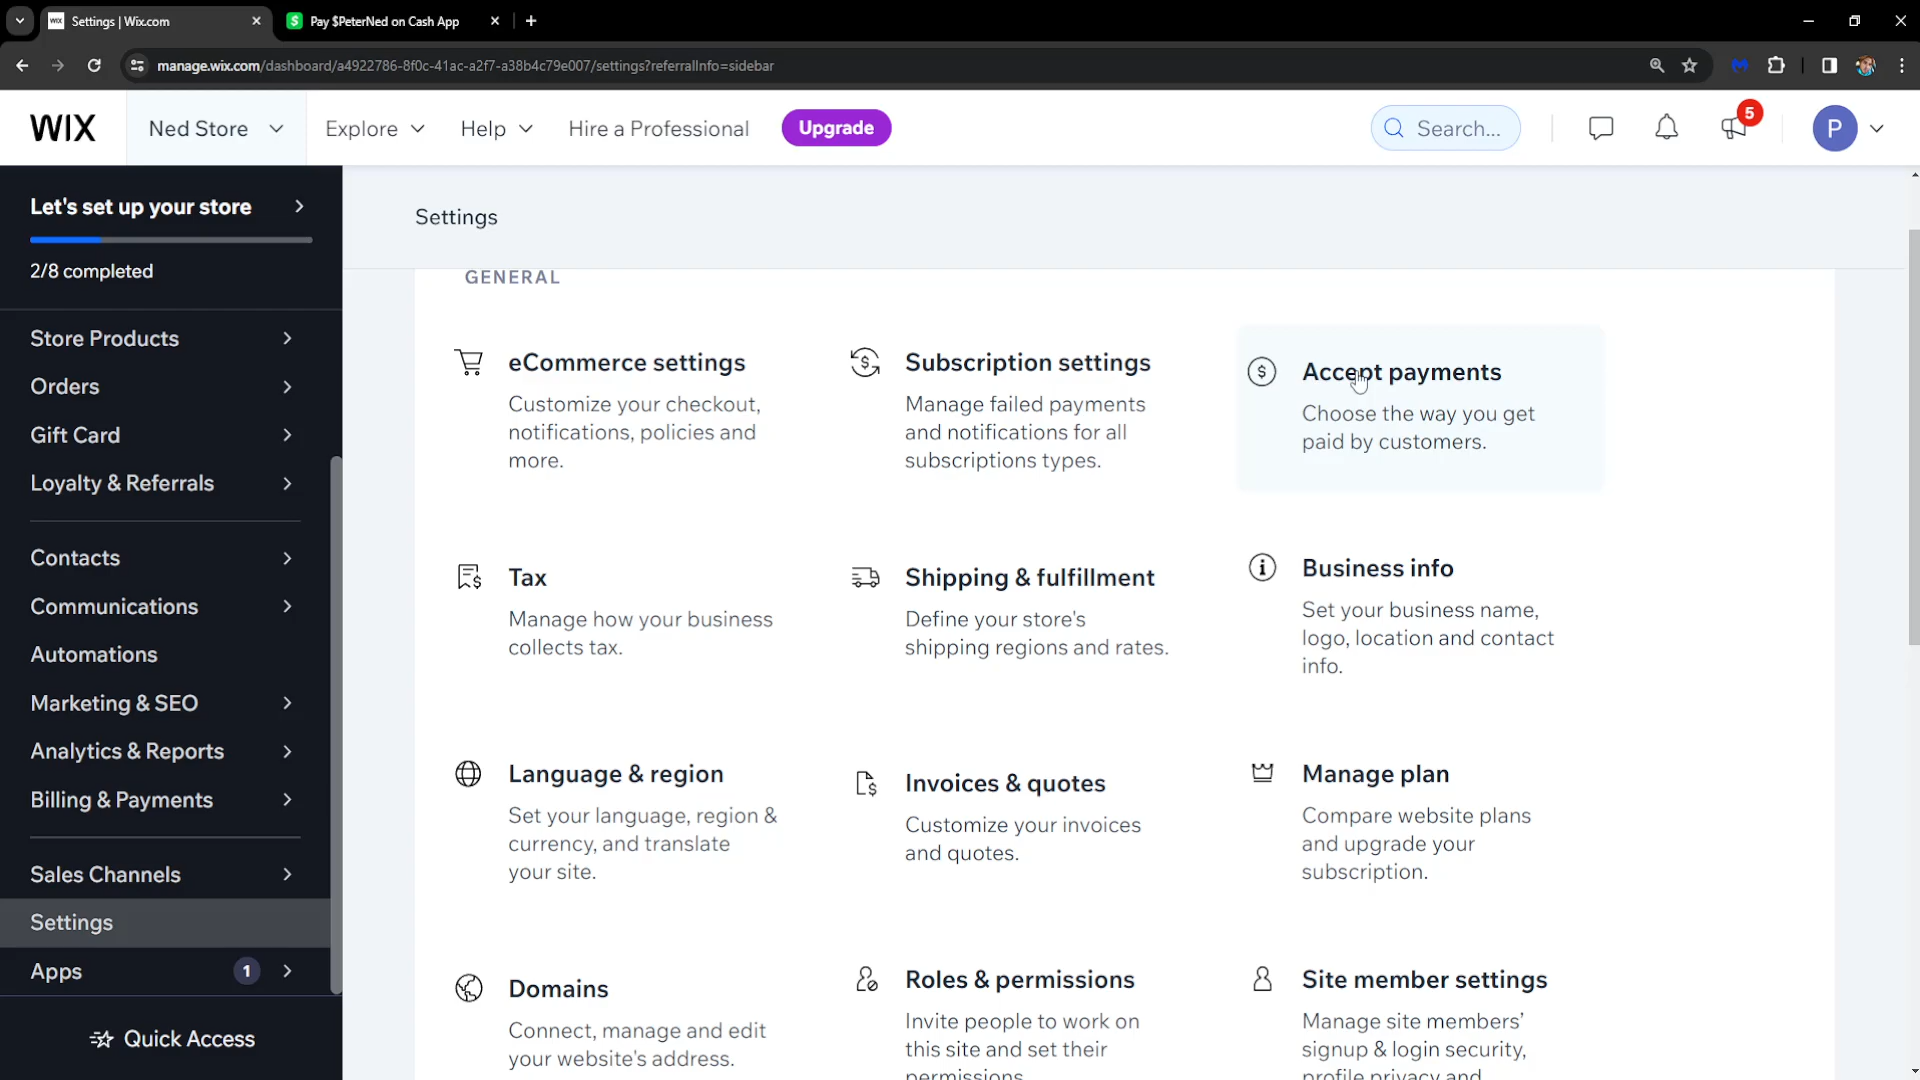 Settings | Wix.com
Pay $PeterNed on Cash App
manage.wix.com/dashboard/a4922786-8f0c-41ac-a2f7-a38b4c79e007/settings?referralInfo=sidebar
WIX
Ned Store
Explore
Help
Hire a Professional
Upgrade
Search...
5
P
Let's set up your store
2/8 completed
Store Products
Orders
Gift Card
Loyalty & Referrals
Contacts
Communications
Automations
Marketing & SEO
Analytics & Reports
Billing & Payments
Sales Channels
Settings
Apps
1
Quick Access
Settings
GENERAL
eCommerce settings
Customize your checkout,
notifications, policies and
more.
Subscription settings
Manage failed payments
and notifications for all
subscriptions types.
Accept payments
Choose the way you get
paid by customers.
Tax
Manage how your business
collects tax.
Shipping & fulfillment
Define your store's
shipping regions and rates.
Business info
Set your business name,
logo, location and contact
info.
Language & region
Set your language, region &
currency, and translate
your site.
Invoices & quotes
Customize your invoices
and quotes.
Manage plan
Compare website plans
and upgrade your
subscription.
Domains
Connect, manage and edit
your website's address.
Roles & permissions
Invite people to work on
this site and set their
permissions
Site member settings
Manage site members'
signup & login security,
profile privacy and